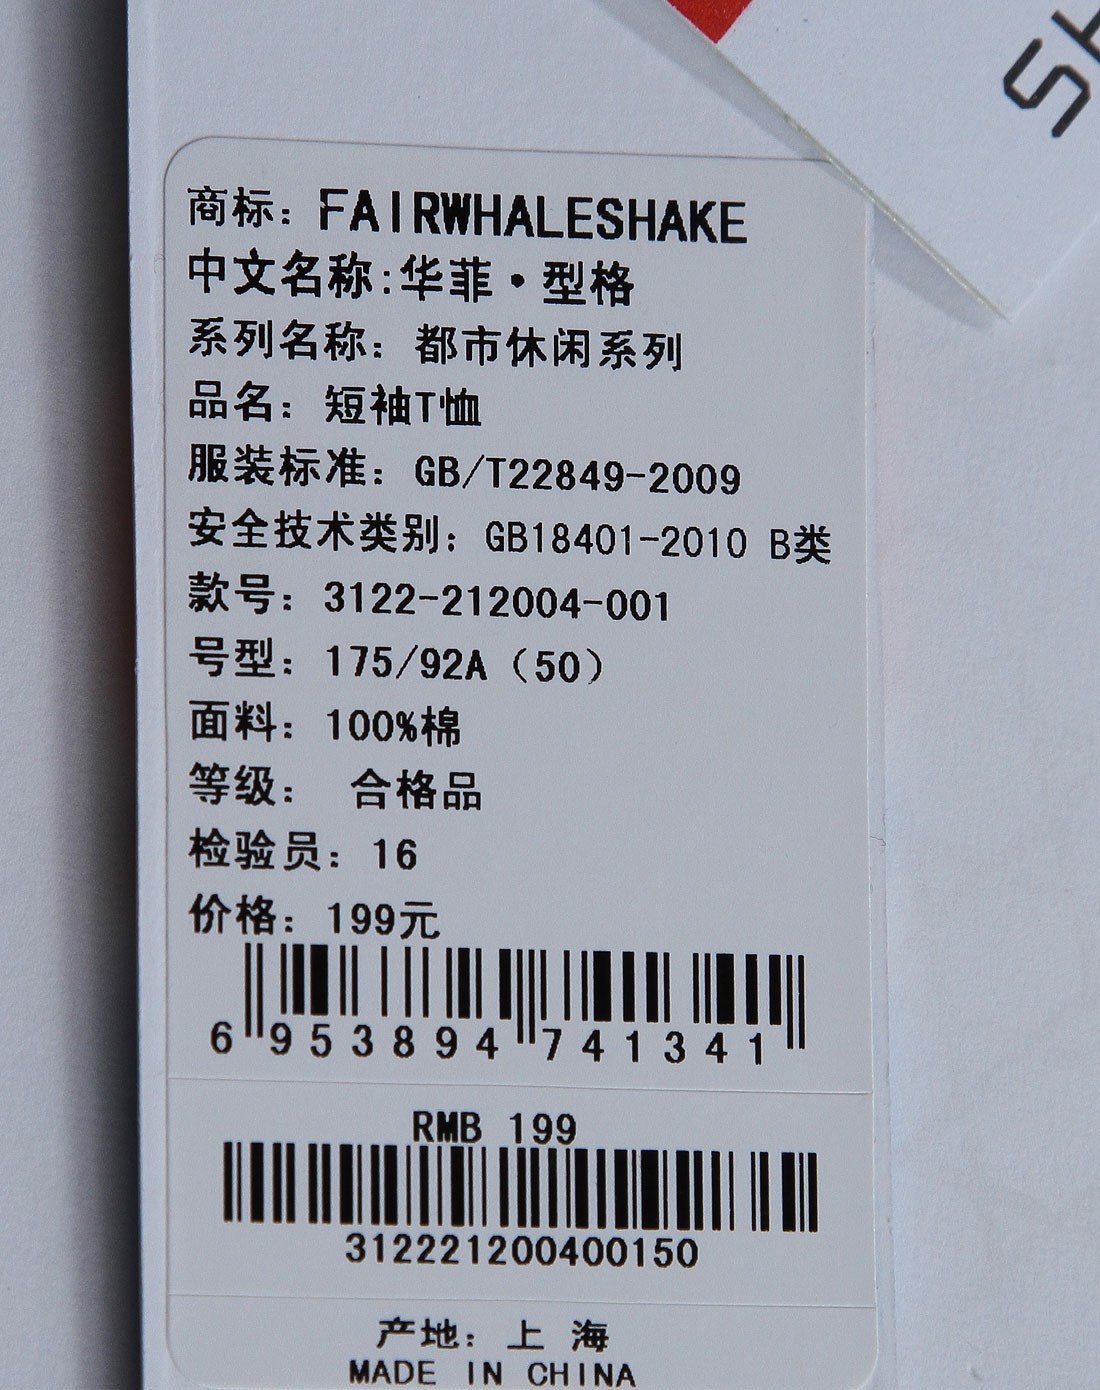 SH
商标：FAIRWHALESHAKE
中文名称:华菲·型格
系列名称：都市休闲系列
品名：短袖T恤
服装标准：GB/T22849-2009
安全技术类别：GB18401-2010 B类
款号：3122-212004-001
号型：175/92A（50）
面料：100%棉
等级：合格品
检验员：16
价格：199元
6 953894 741341
RMB 199
312221200400150
产地：上 海
MADE IN CHINA